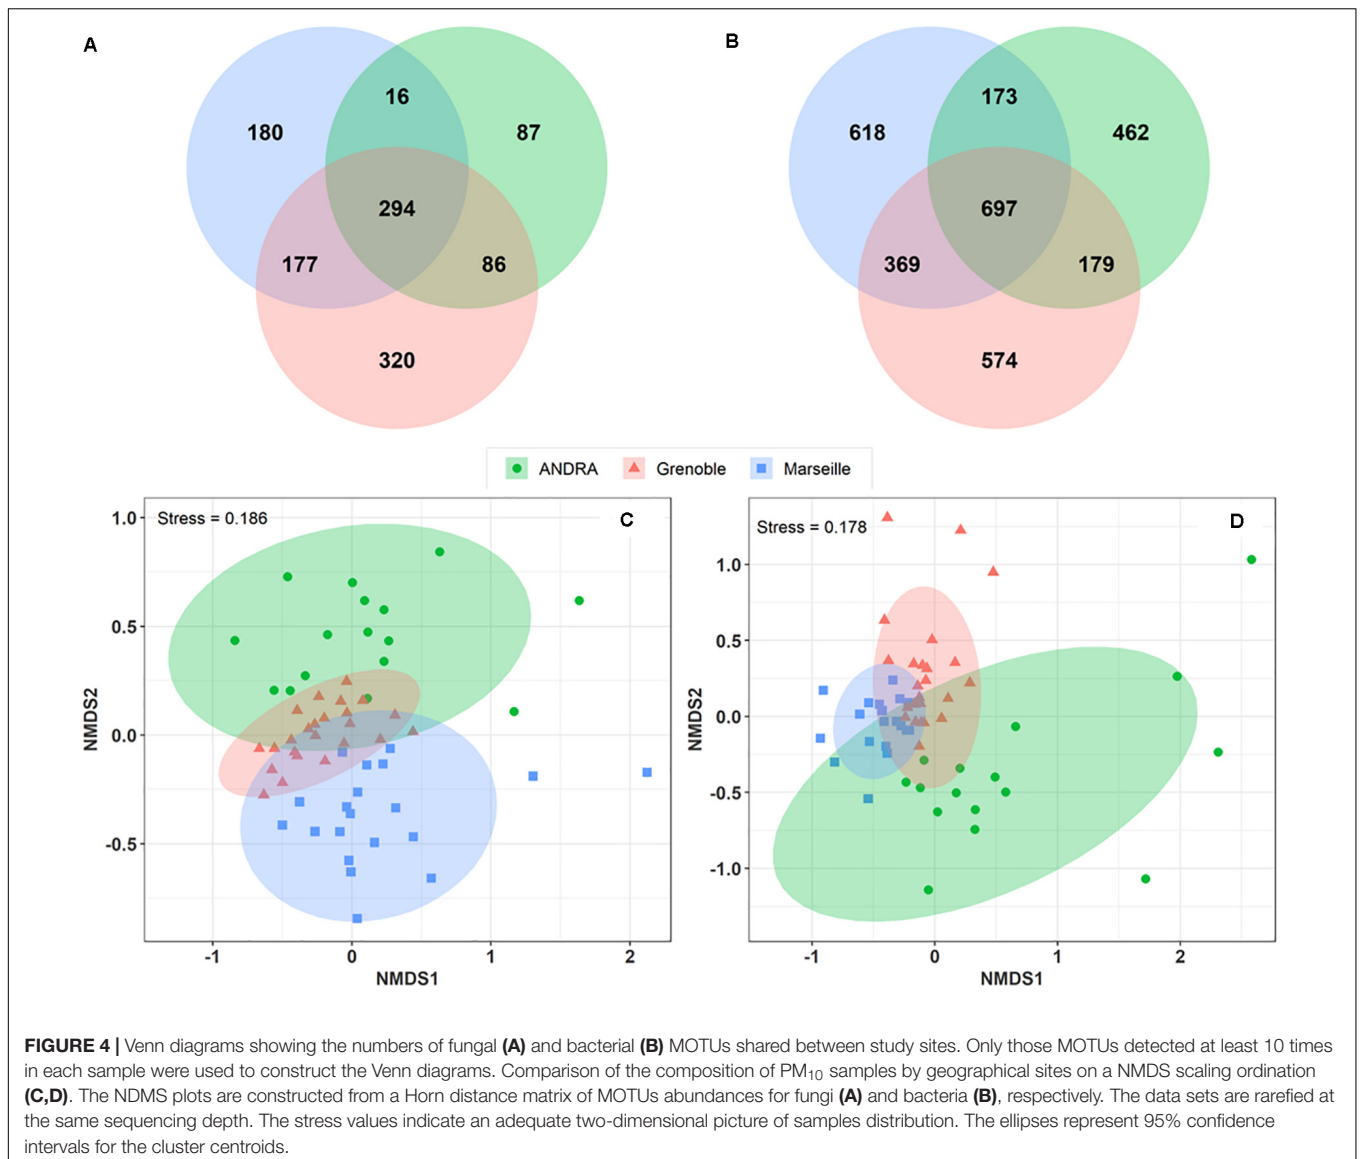 A
B
16
180
87
294
177
86
320
173
618
462
697
369
179
574
ANDRA Grenoble Marseille
Stress = 0.186
C
1.0
0.5
0.0
-0.5
NMDS2
-1 0 1 2
NMDS1
Stress = 0.178
D
1.0
0.5
0.0
-0.5
-1.0
NMDS2
-1 0 1 2
NMDS1
FIGURE 4 | Venn diagrams showing the numbers of fungal (A) and bacterial (B) MOTUs shared between study sites. Only those MOTUs detected at least 10 times
in each sample were used to construct the Venn diagrams. Comparison of the composition of PM10 samples by geographical sites on a NMDS scaling ordination
(C,D). The NDMS plots are constructed from a Horn distance matrix of MOTUs abundances for fungi (A) and bacteria (B), respectively. The data sets are rarefied at
the same sequencing depth. The stress values indicate an adequate two-dimensional picture of samples distribution. The ellipses represent 95% confidence
intervals for the cluster centroids.